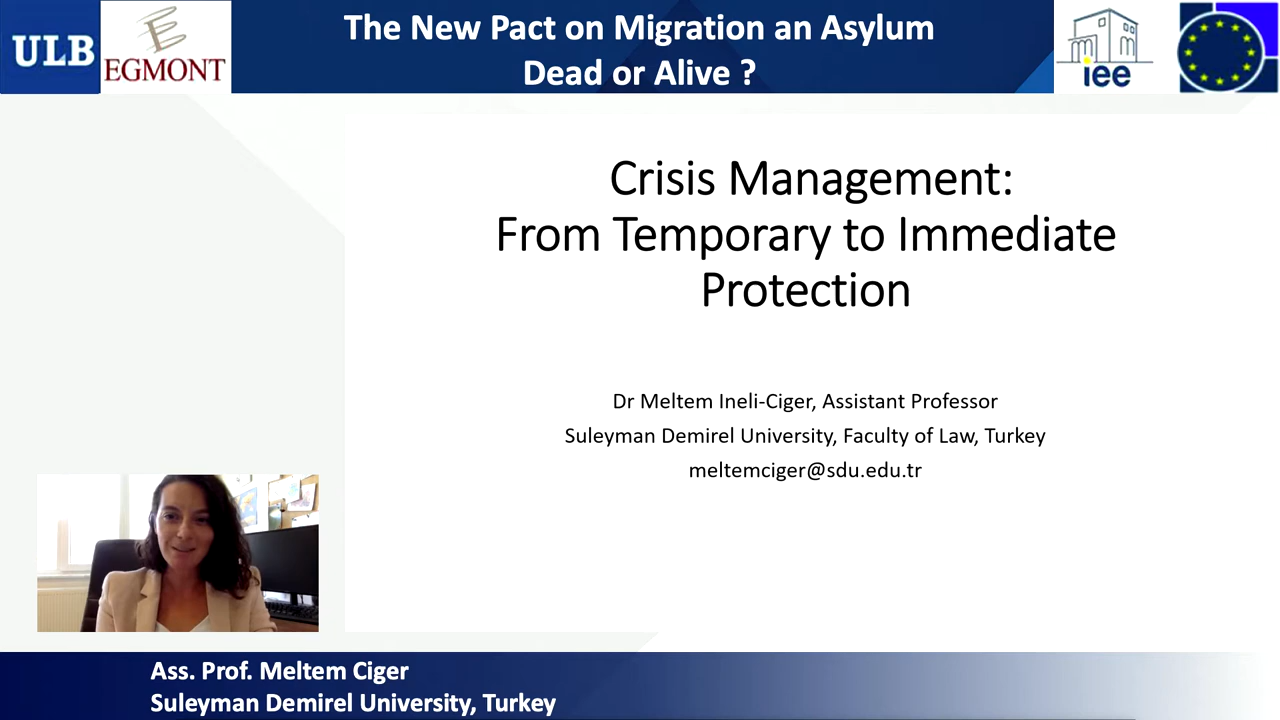 ULB
EGMONT
The New Pact on Migration an Asylum
Dead or Alive ?
iee
Crisis Management:
From Temporary to Immediate
Protection
Dr Meltem Ineli-Ciger, Assistant Professor
Suleyman Demirel University, Faculty of Law, Turkey
meltemciger@sdu.edu.tr
Ass. Prof. Meltem Ciger
Suleyman Demirel University, Turkey